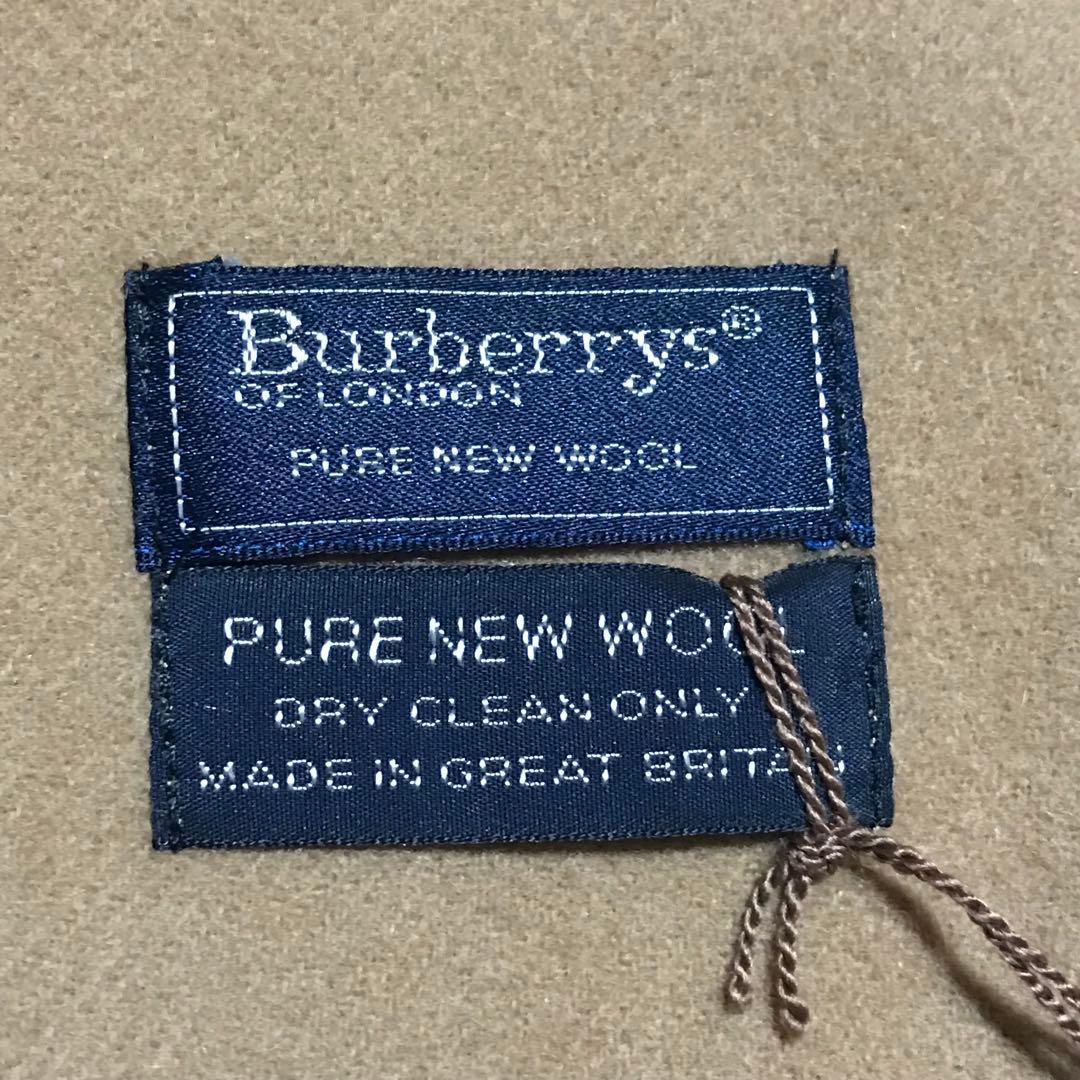 Burberrys®
OF LONDON
PURE NEW WOOL
PURE NEW WOOL
DRY CLEAN ONLY
MADE IN GREAT BRITAIN